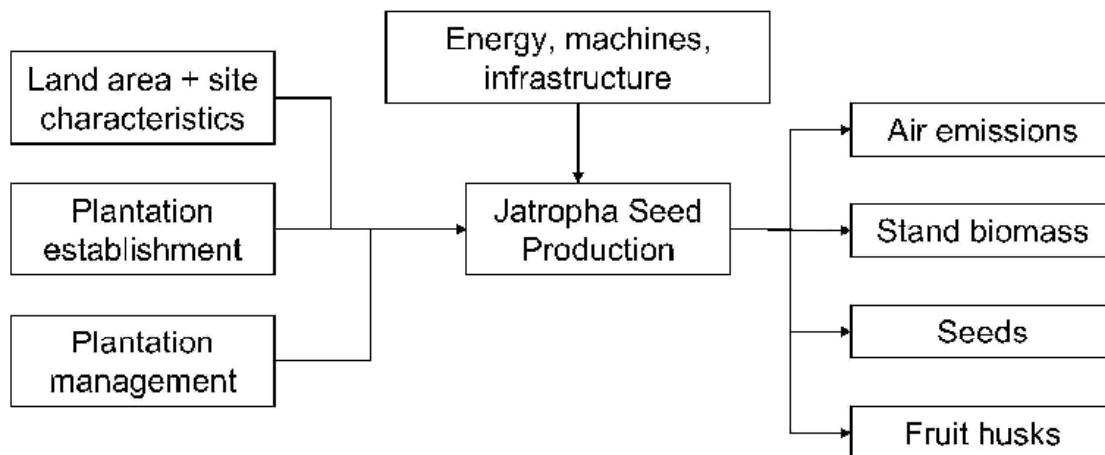 Energy, machines,
infrastructure
Land area + site
characteristics
Plantation
establishment
Plantation
management
Jatropha Seed
Production
Air emissions
Stand biomass
Seeds
Fruit husks